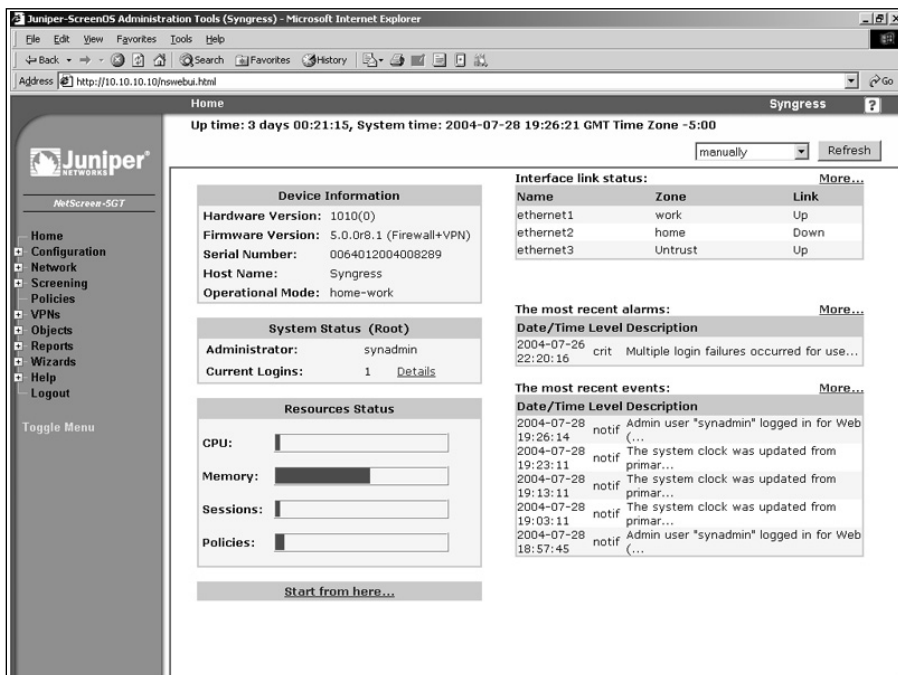 Juniper-ScreenOS Administration Tools (Syngress) - Microsoft Internet Explorer
File Edit View Favorites Tools Help
Back Search Favorites History
Address http://10.10.10.10/nswebui.html Go
Home Syngress ?
Up time: 3 days 00:21:15, System time: 2004-07-28 19:26:21 GMT Time Zone -5:00
manually Refresh
Juniper®
NETWORKS
NetScreen-5GT
Home
Configuration
Network
Screening
Policies
VPNs
Objects
Reports
Wizards
Help
Logout
Toggle Menu
Device Information
Hardware Version: 1010(0)
Firmware Version: 5.0.0r8.1 (Firewall+VPN)
Serial Number: 0064012004008289
Host Name: Syngress
Operational Mode: home-work
System Status (Root)
Administrator: synadmin
Current Logins: 1 Details
Resources Status
CPU:
Memory:
Sessions:
Policies:
Start from here...
Interface link status: More...
Name Zone Link
ethernet1 work Up
ethernet2 home Down
ethernet3 Untrust Up
The most recent alarms: More...
Date/Time Level Description
2004-07-26 22:20:16 crit Multiple login failures occurred for use...
The most recent events: More...
Date/Time Level Description
2004-07-28 19:26:14 notif Admin user "synadmin" logged in for Web (...
2004-07-28 19:23:11 notif The system clock was updated from primar...
2004-07-28 19:13:11 notif The system clock was updated from primar...
2004-07-28 19:03:11 notif The system clock was updated from primar...
2004-07-28 18:57:45 notif Admin user "synadmin" logged in for Web (...